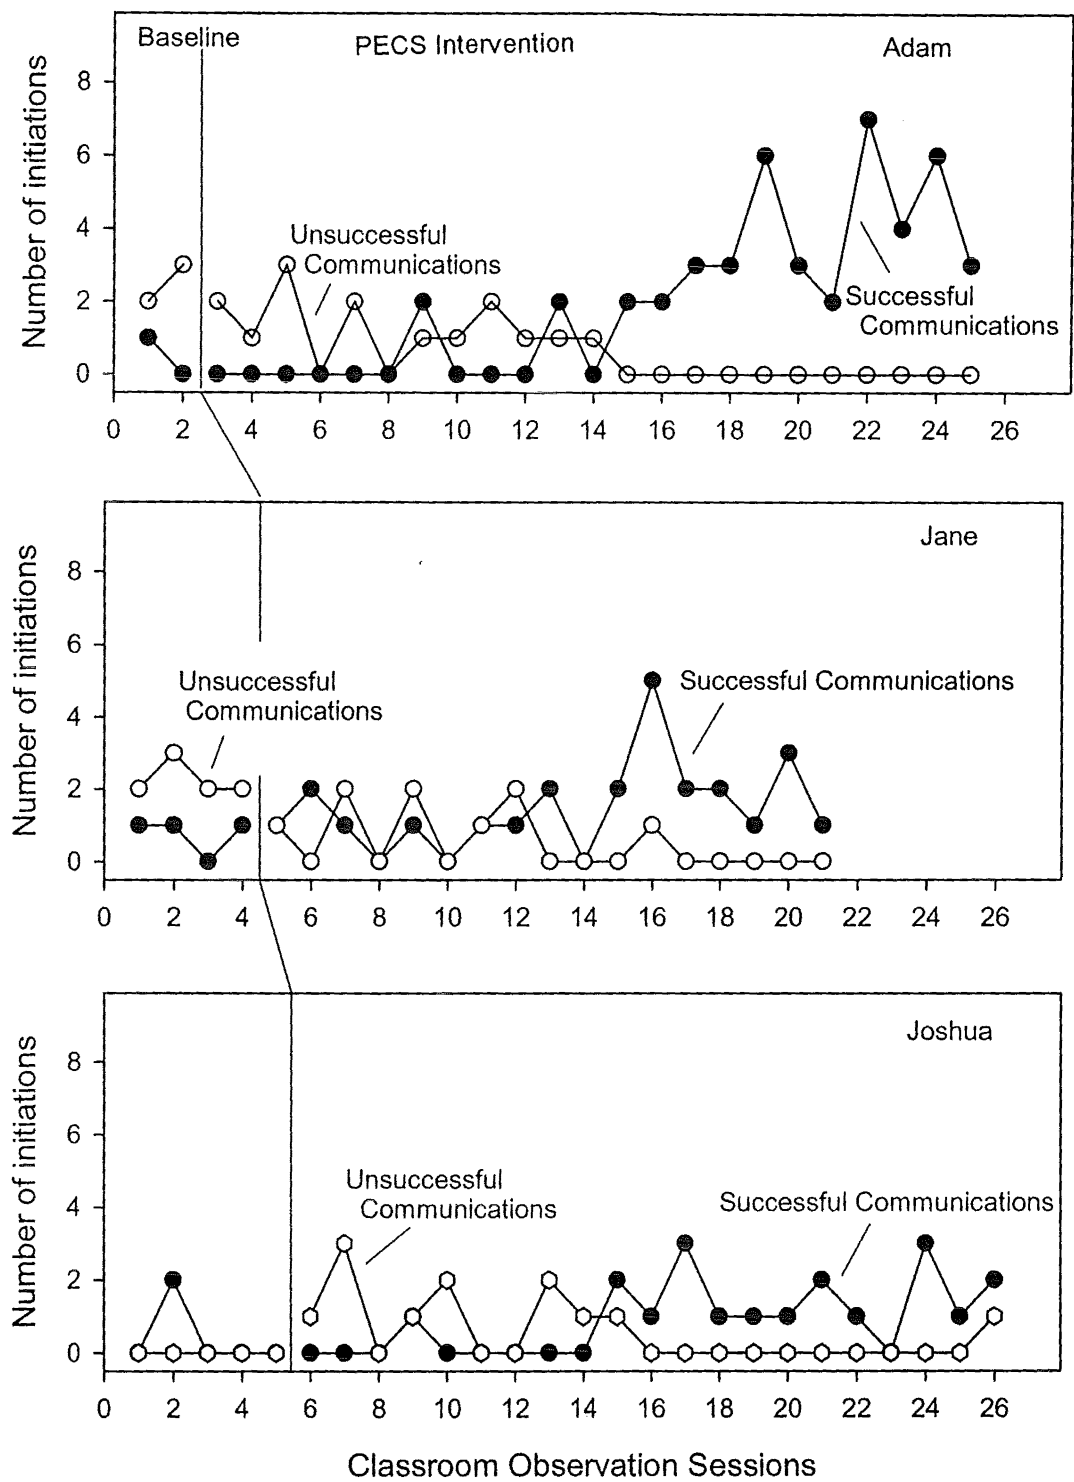 Baseline
PECS Intervention
Adam
Number of initiations
8
6
4
2
0
Unsuccessful
Communications
Successful
Communications
0 2 4 6 8 10 12 14 16 18 20 22 24 26
Jane
Number of initiations
8
6
4
2
0
Unsuccessful
Communications
Successful Communications
0 2 4 6 8 10 12 14 16 18 20 22 24 26
Joshua
Number of initiations
8
6
4
2
0
Unsuccessful
Communications
Successful Communications
0 2 4 6 8 10 12 14 16 18 20 22 24 26
Classroom Observation Sessions